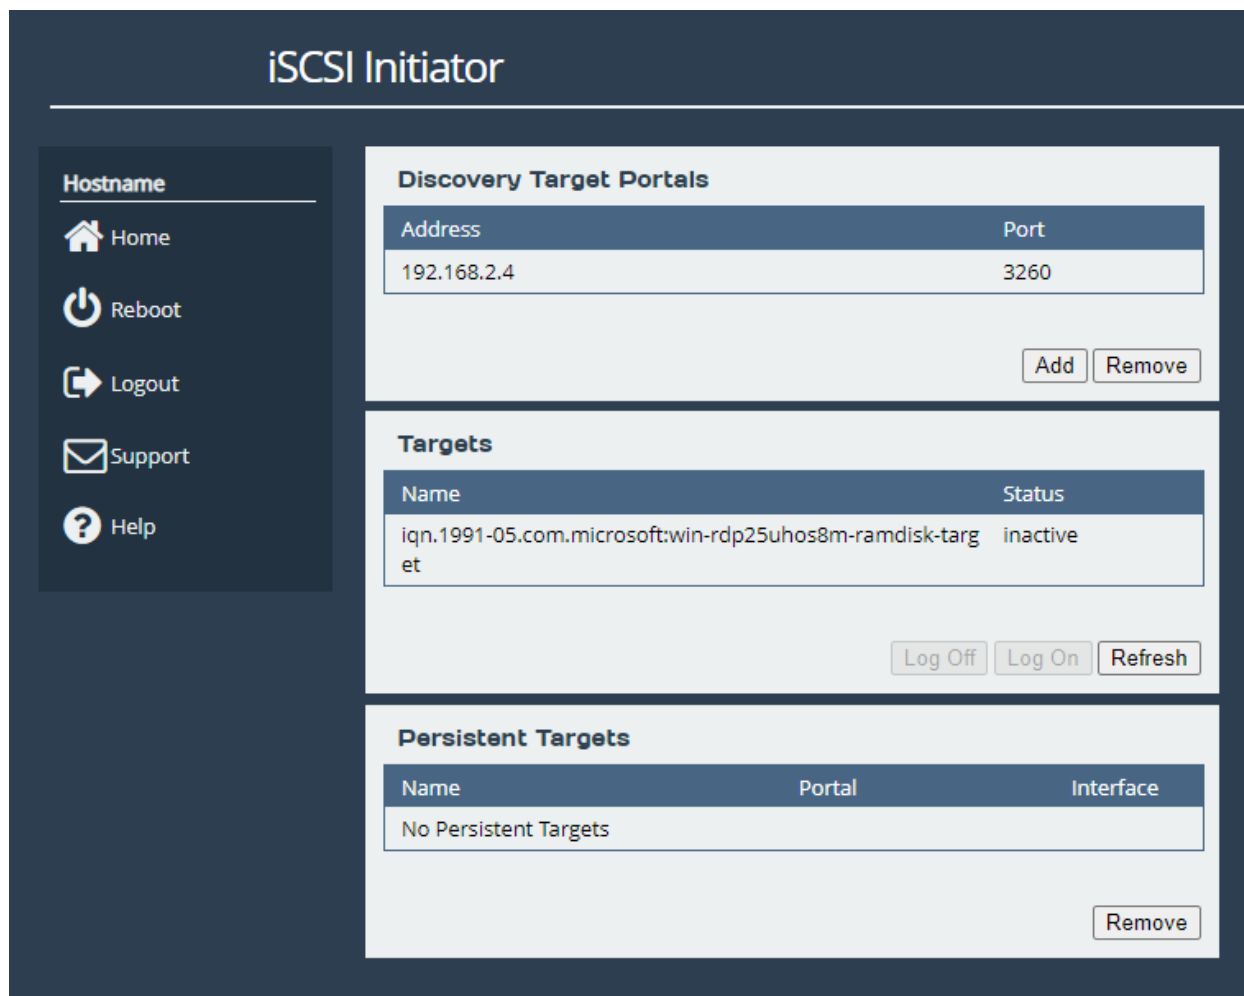 iSCSI Initiator
Hostname
Home
Reboot
Logout
Support
Help
Discovery Target Portals
Address Port
192.168.2.4 3260
Add Remove
Targets
Name Status
iqn.1991-05.com.microsoft:win-rdp25uhos8m-ramdisk-targ inactive
et
Log Off Log On Refresh
Persistent Targets
Name Portal Interface
No Persistent Targets
Remove